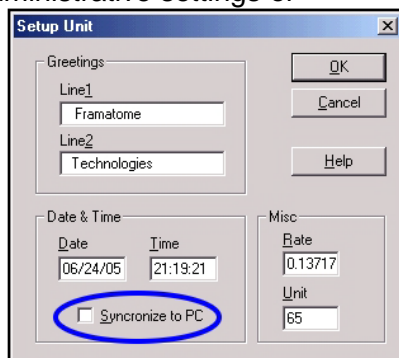 ministrative settings of
Setup Unit
Greetings
Line1
Framatome
Line2
Technologies
OK
Cancel
Help
Date & Time
Date Time
06/24/05 21:19:21
Syncronize to PC
Misc
Rate
0.13717
Unit
65